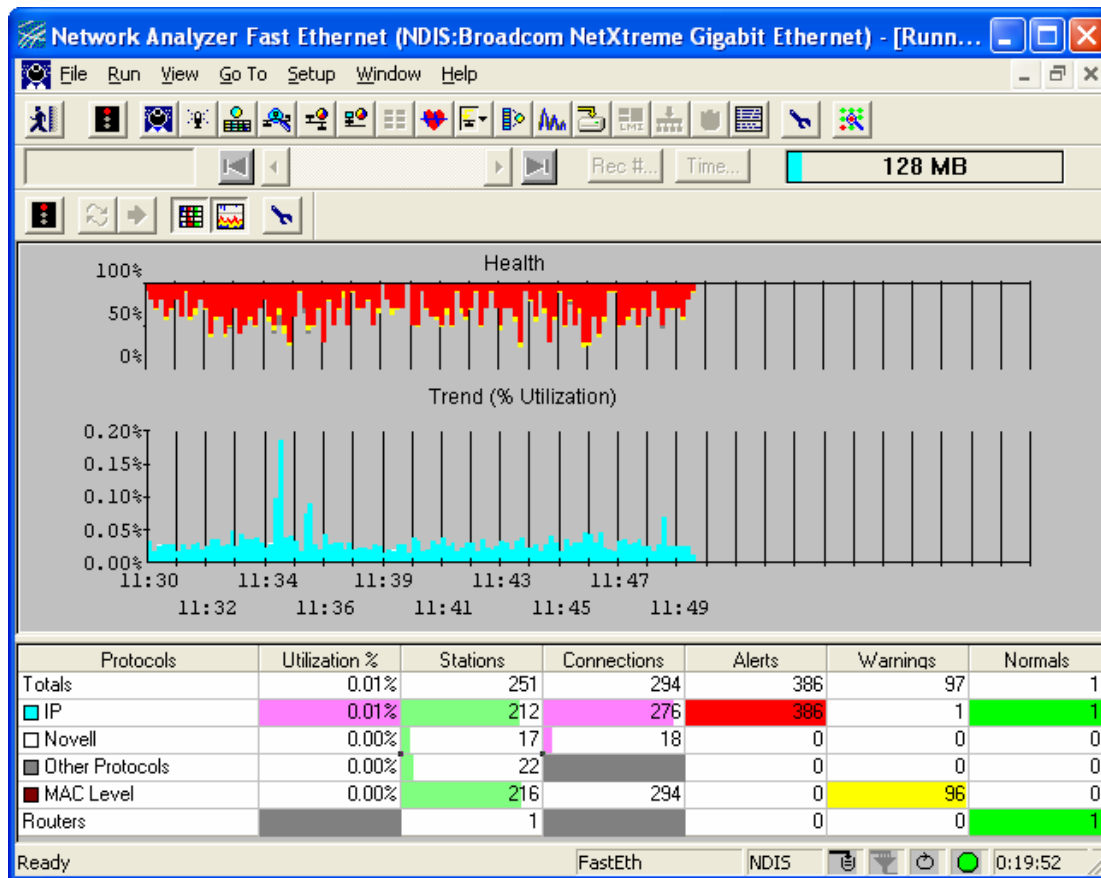 Network Analyzer Fast Ethernet (NDIS:Broadcom NetXtreme Gigabit Ethernet) - [Runn...
File Run View Go To Setup Window Help
LMI
Rec #... Time... 128 MB
Health
100%
50%
0%
Trend (% Utilization)
0.20%
0.15%
0.10%
0.05%
0.00%
11:30 11:34 11:39 11:43 11:47
11:32 11:36 11:41 11:45 11:49
Protocols Utilization % Stations Connections Alerts Warnings Normals
Totals 0.01% 251 294 386 97 1
IP 0.01% 212 276 386 1 1
Novell 0.00% 17 18 0 0 0
Other Protocols 0.00% 22 0 0 0
MAC Level 0.00% 216 294 0 96 0
Routers 1 0 0 1
Ready FastEth NDIS 0:19:52